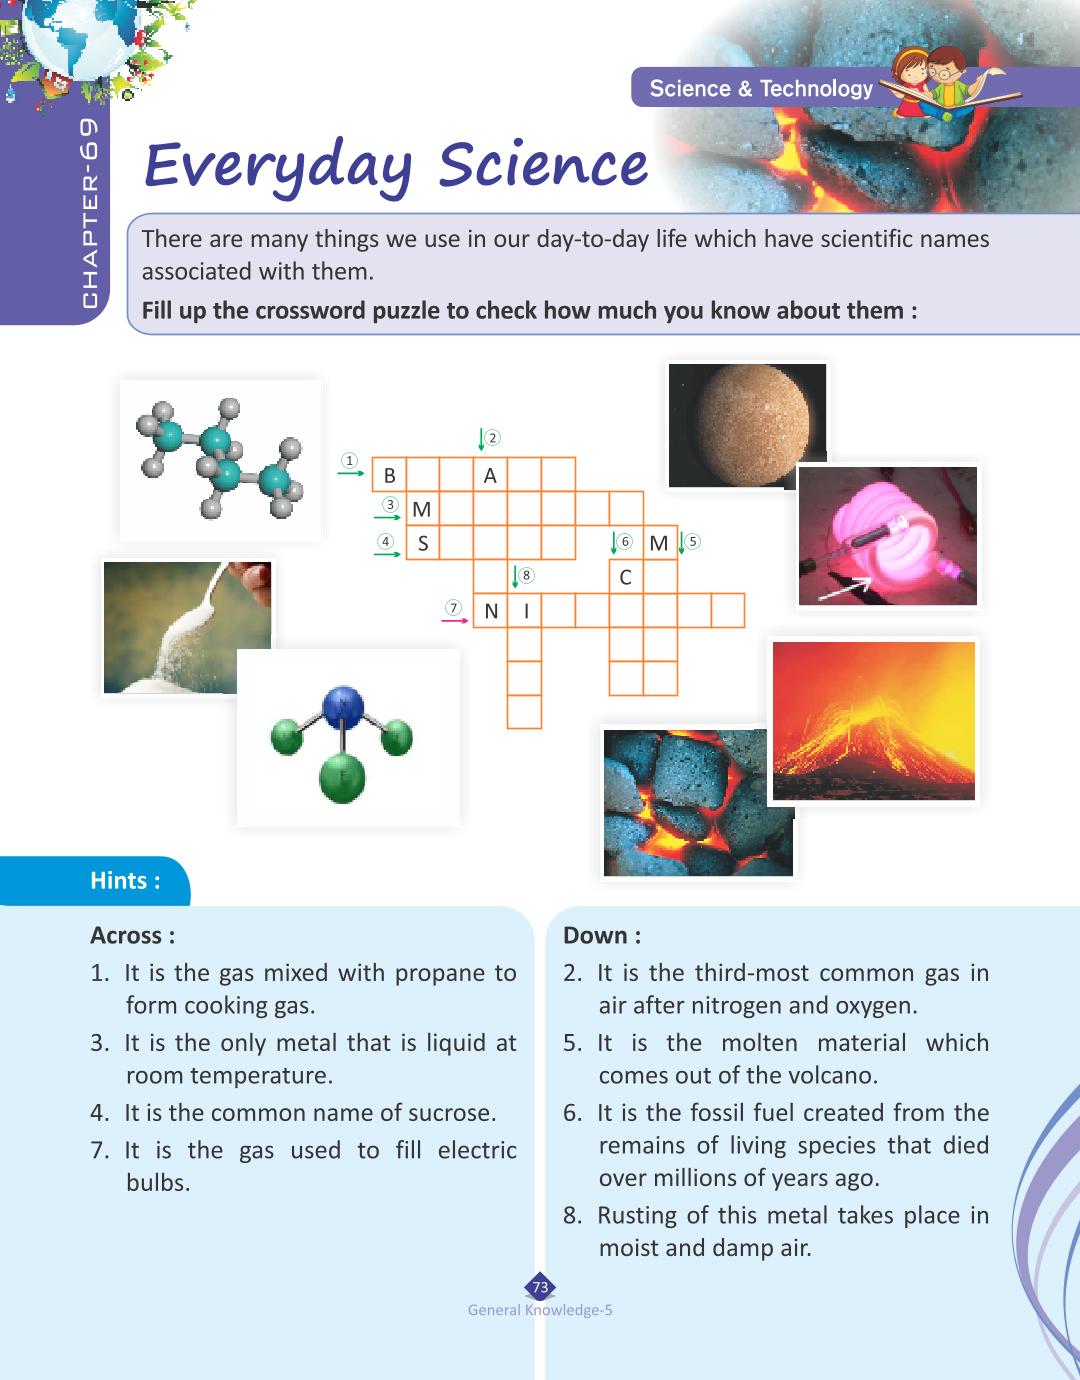 Science & Technology
CHAPTER-69
Everyday Science
There are many things we use in our day-to-day life which have scientific names
associated with them.
Fill up the crossword puzzle to check how much you know about them :
2
1
B A
3
M
4
S
6
M
5
8
C
7
N I
Hints :
Across :
1. It is the gas mixed with propane to
form cooking gas.
3. It is the only metal that is liquid at
room temperature.
4. It is the common name of sucrose.
7. It is the gas used to fill electric
bulbs.
Down :
2. It is the third-most common gas in
air after nitrogen and oxygen.
5. It is the molten material which
comes out of the volcano.
6. It is the fossil fuel created from the
remains of living species that died
over millions of years ago.
8. Rusting of this metal takes place in
moist and damp air.
73
General Knowledge-5